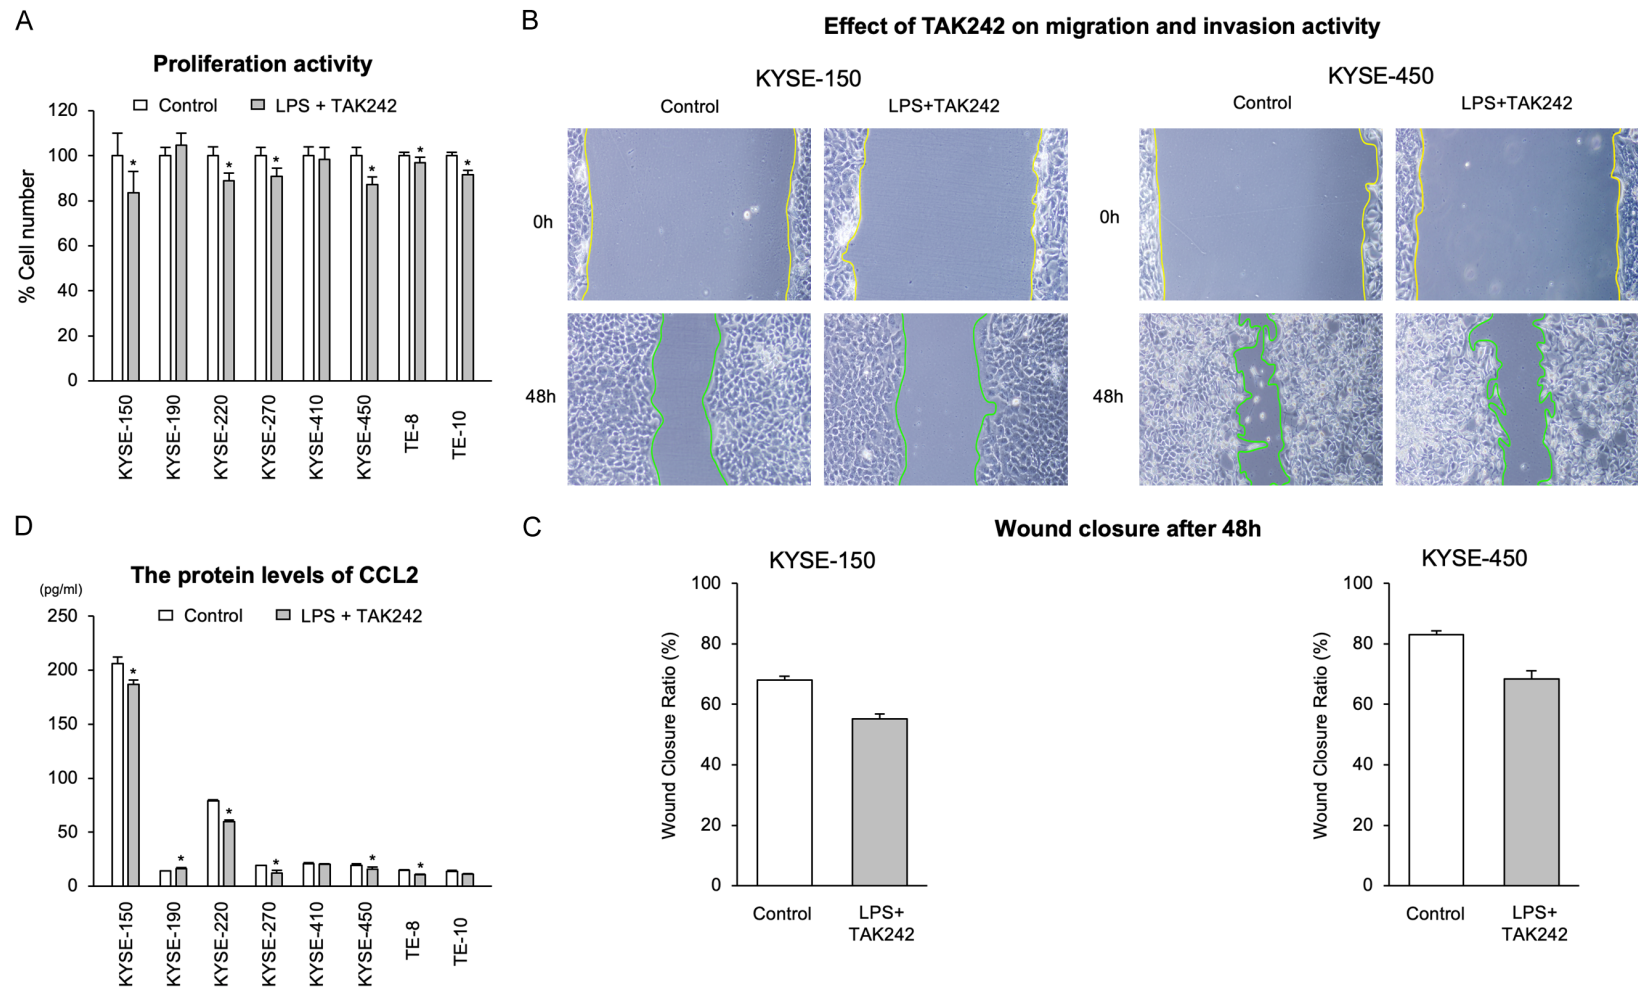 A
Proliferation activity
Control
LPS + TAK242
% Cell number
120
100
80
60
40
20
0
* * * * * *
KYSE-150
KYSE-190
KYSE-220
KYSE-270
KYSE-410
KYSE-450
TE-8
TE-10
B
Effect of TAK242 on migration and invasion activity
KYSE-150
Control
LPS+TAK242
KYSE-450
Control
LPS+TAK242
0h
48h
0h
48h
D
The protein levels of CCL2
(pg/ml)
Control
LPS + TAK242
250
200
150
100
50
0
* * * * * *
KYSE-150
KYSE-190
KYSE-220
KYSE-270
KYSE-410
KYSE-450
TE-8
TE-10
C
Wound closure after 48h
KYSE-150
Wound Closure Ratio (%)
100
80
60
40
20
0
Control
LPS+
TAK242
KYSE-450
Wound Closure Ratio (%)
100
80
60
40
20
0
Control
LPS+
TAK242